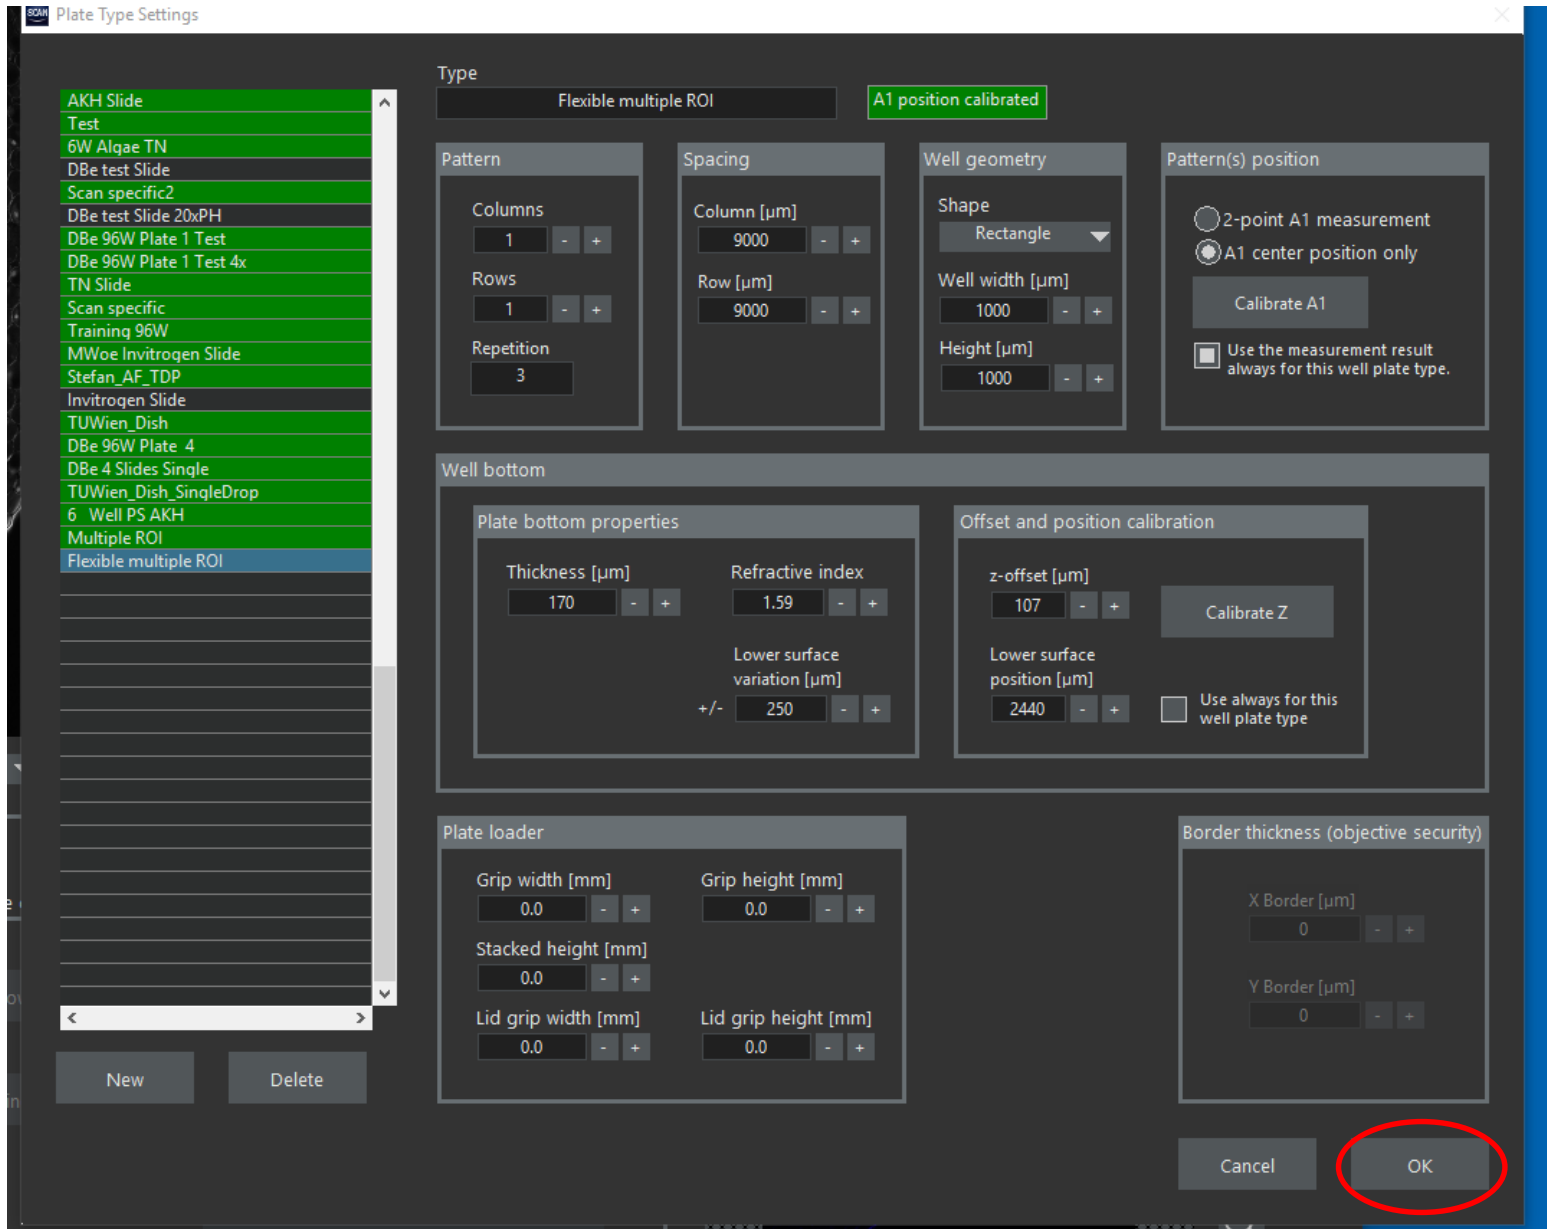 SCAN Plate Type Settings
AKH Slide
Test
6W Algae TN
DBe test Slide
Scan specific2
DBe test Slide 20xPH
DBe 96W Plate 1 Test
DBe 96W Plate 1 Test 4x
TN Slide
Scan specific
Training 96W
MWoe Invitrogen Slide
Stefan_AF_TDP
Invitrogen Slide
TUWien_Dish
DBe 96W Plate 4
DBe 4 Slides Single
TUWien_Dish_SingleDrop
6 Well PS AKH
Multiple ROI
Flexible multiple ROI
New Delete
Type
Flexible multiple ROI A1 position calibrated
Pattern
Columns
1 - +
Rows
1 - +
Repetition
3
Spacing
Column [µm]
9000 - +
Row [µm]
9000 - +
Well geometry
Shape
Rectangle
Well width [µm]
1000 - +
Height [µm]
1000 - +
Pattern(s) position
2-point A1 measurement
A1 center position only
Calibrate A1
Use the measurement result
always for this well plate type.
Well bottom
Plate bottom properties
Thickness [µm] Refractive index
170 - + 1.59 - +
Lower surface
variation [µm]
+/- 250 - +
Offset and position calibration
z-offset [µm]
107 - + Calibrate Z
Lower surface
position [µm]
2440 - +
Use always for this
well plate type
Plate loader
Grip width [mm] Grip height [mm]
0.0 - + 0.0 - +
Stacked height [mm]
0.0 - +
Lid grip width [mm] Lid grip height [mm]
0.0 - + 0.0 - +
Border thickness (objective security)
X Border [µm]
0 - +
Y Border [µm]
0 - +
Cancel OK